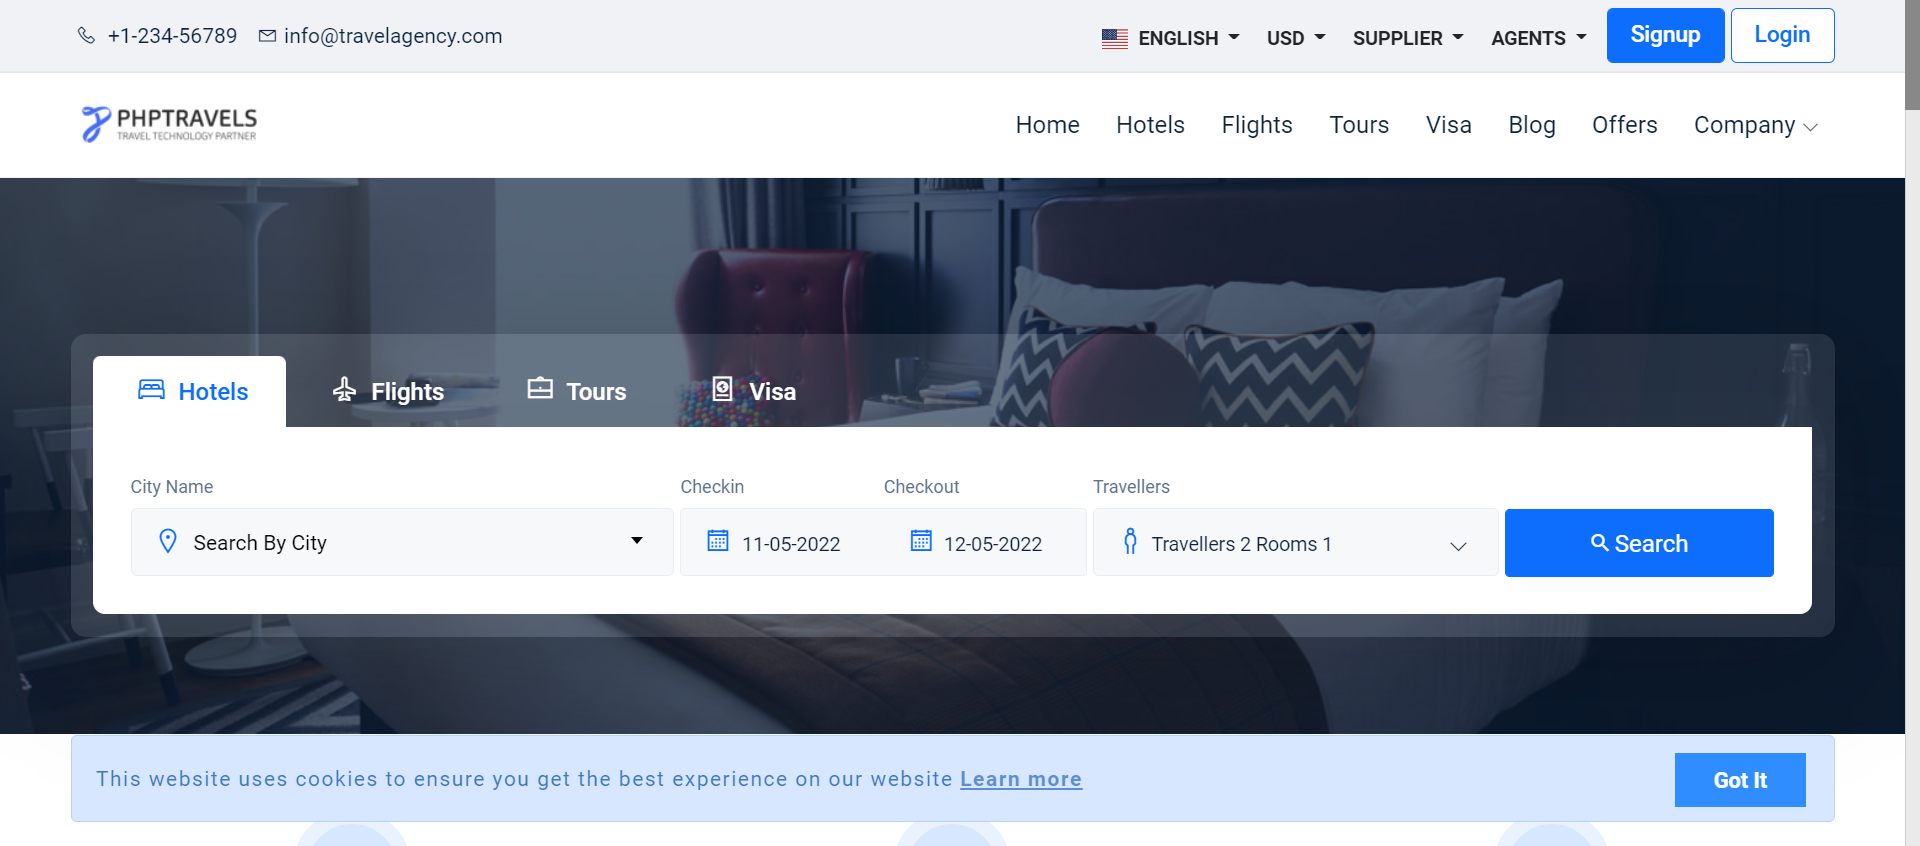 +1-234-56789 info@travelagency.com ENGLISH USD SUPPLIER AGENTS Signup Login
PHPTRAVELS
TRAVEL TECHNOLOGY PARTNER
Home Hotels Flights Tours Visa Blog Offers Company
Hotels Flights Tours Visa
City Name Checkin Checkout Travellers
Search By City 11-05-2022 12-05-2022 Travellers 2 Rooms 1 Search
This website uses cookies to ensure you get the best experience on our website Learn more Got It